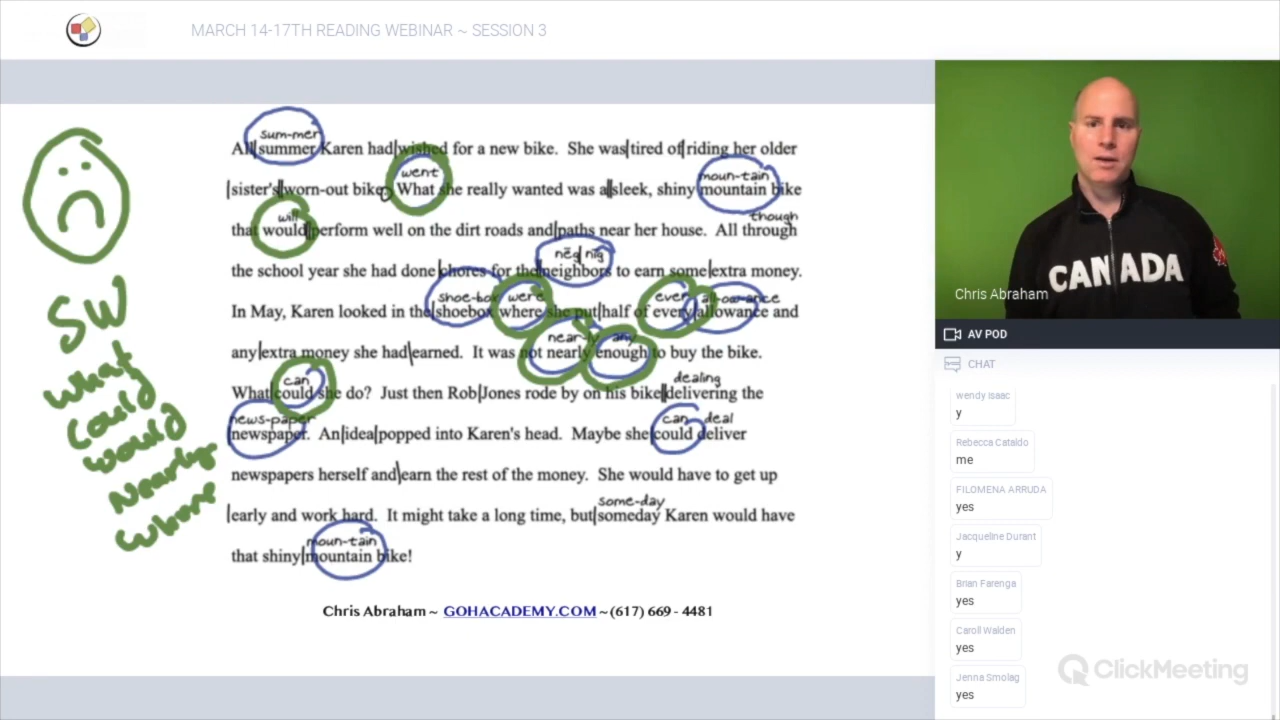 MARCH 14-17TH READING WEBINAR ~ SESSION 3
sum-mer
All summer Karen had wished for a new bike. She was tired of riding her older
went moun-tain
sister's worn-out bike. What she really wanted was a sleek, shiny mountain bike
will though
that would perform well on the dirt roads and paths near her house. All through
nēg nīg
the school year she had done chores for the neighbors to earn some extra money.
shoe-box were ever all-ow-ance
In May, Karen looked in the shoebox where she put half of every allowance and
near-ly any
any extra money she had earned. It was not nearly enough to buy the bike.
can dealing
What could she do? Just then Rob Jones rode by on his bike delivering the
news-paper can deal
newspaper. An idea popped into Karen's head. Maybe she could deliver
newspapers herself and earn the rest of the money. She would have to get up
some-day
early and work hard. It might take a long time, but someday Karen would have
moun-tain
that shiny mountain bike!
Chris Abraham ~ GOHACADEMY.COM ~ (617) 669 - 4481
SW
What
Could
would
Nearly
Where
CANADA
Chris Abraham
AV POD
CHAT
wendy isaac
y
Rebecca Cataldo
me
FILOMENA ARRUDA
yes
Jacqueline Durant
y
Brian Farenga
yes
Caroll Walden
yes
Jenna Smolag
yes
ClickMeeting